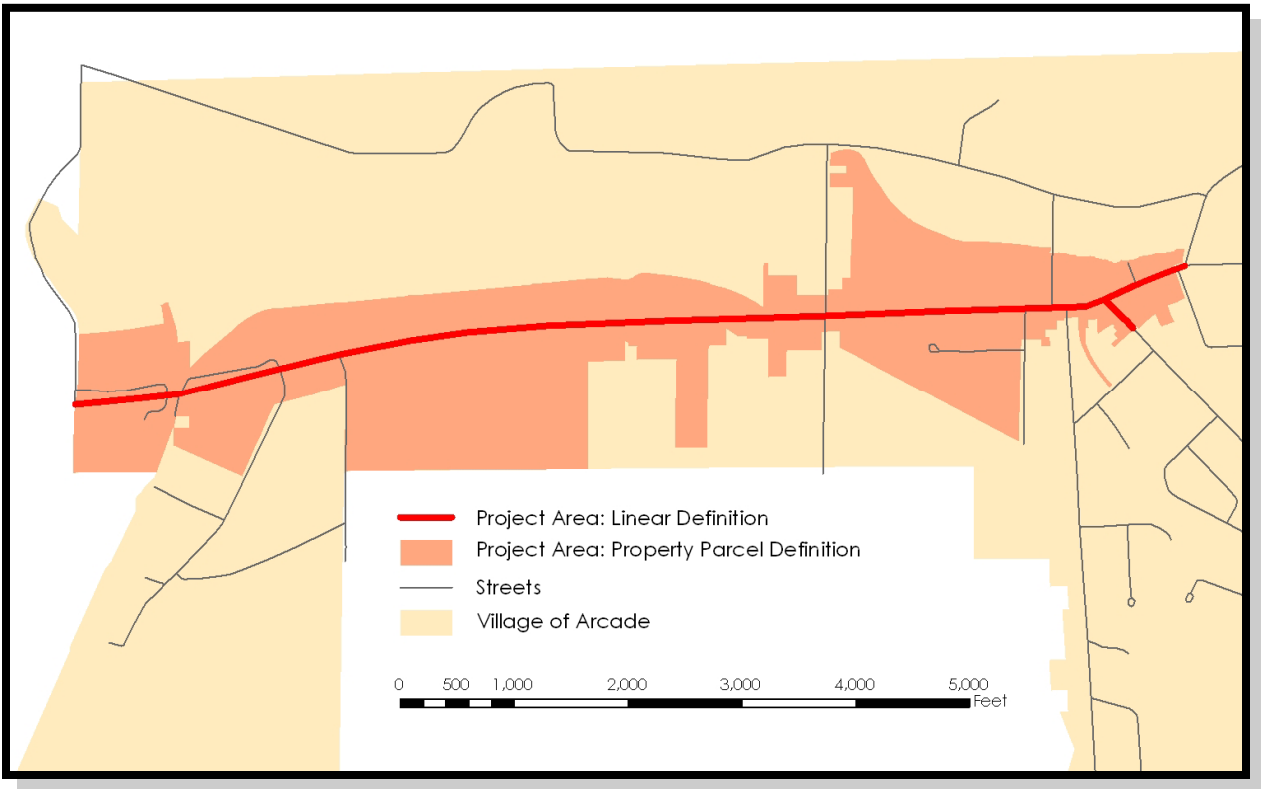 Project Area: Linear Definition
Project Area: Property Parcel Definition
Streets
Village of Arcade
0 500 1,000 2,000 3,000 4,000 5,000
Feet